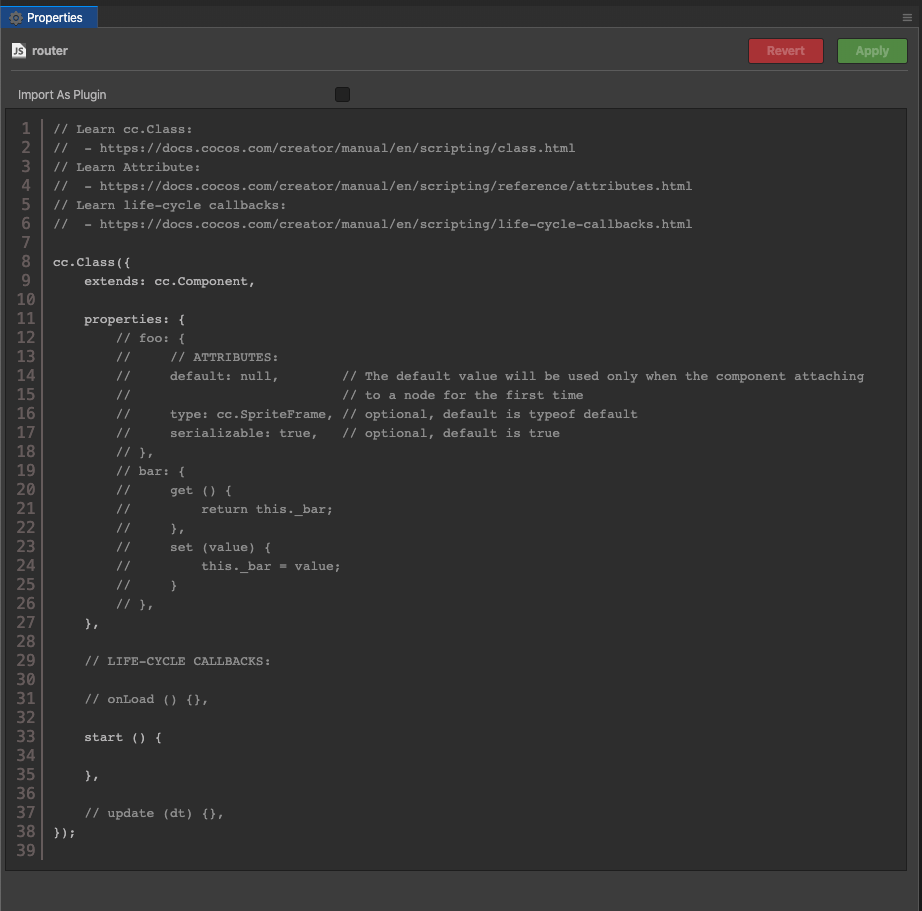 Properties
JS router Revert Apply
Import As Plugin
1 // Learn cc.Class:
2 //  - https://docs.cocos.com/creator/manual/en/scripting/class.html
3 // Learn Attribute:
4 //  - https://docs.cocos.com/creator/manual/en/scripting/reference/attributes.html
5 // Learn life-cycle callbacks:
6 //  - https://docs.cocos.com/creator/manual/en/scripting/life-cycle-callbacks.html
7
8 cc.Class({
9     extends: cc.Component,
10
11     properties: {
12         // foo: {
13         //     // ATTRIBUTES:
14         //     default: null,        // The default value will be used only when the component attaching
15         //                           // to a node for the first time
16         //     type: cc.SpriteFrame, // optional, default is typeof default
17         //     serializable: true,   // optional, default is true
18         // },
19         // bar: {
20         //     get () {
21         //         return this._bar;
22         //     },
23         //     set (value) {
24         //         this._bar = value;
25         //     }
26         // },
27     },
28
29     // LIFE-CYCLE CALLBACKS:
30
31     // onLoad () {},
32
33     start () {
34
35     },
36
37     // update (dt) {},
38 });
39